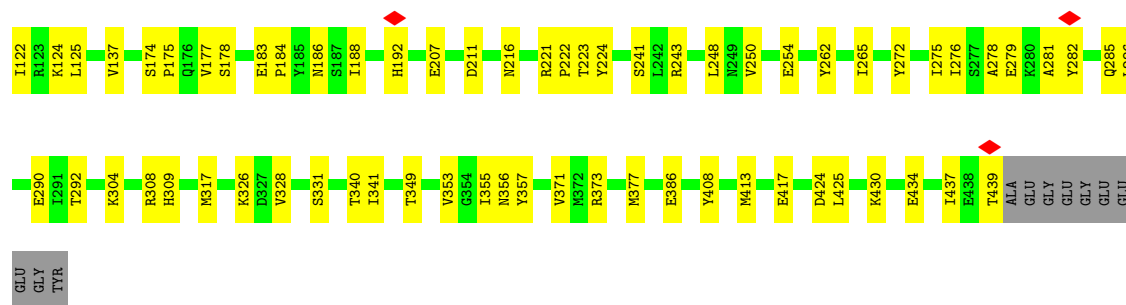 I122 R123 K124 L125 V137 S174 P175 Q176 V177 S178 E183 P184 Y185 N186 S187 I188 H192 E207 D211 N216 R221 P222 T223 Y224 S241 L242 R243 L248 N249 V250 E254 Y262 I265 Y272 I275 I276 S277 A278 E279 K280 A281 Y282 Q285
E290 I291 T292 K304 R308 H309 M317 K326 D327 V328 S331 T340 I341 T349 V353 G354 I355 N356 Y357 V371 M372 R373 M377 E386 Y408 M413 E417 D424 L425 K430 E434 I437 E438 T439 ALA GLU GLY GLU GLY GLU GLU
GLU GLY TYR